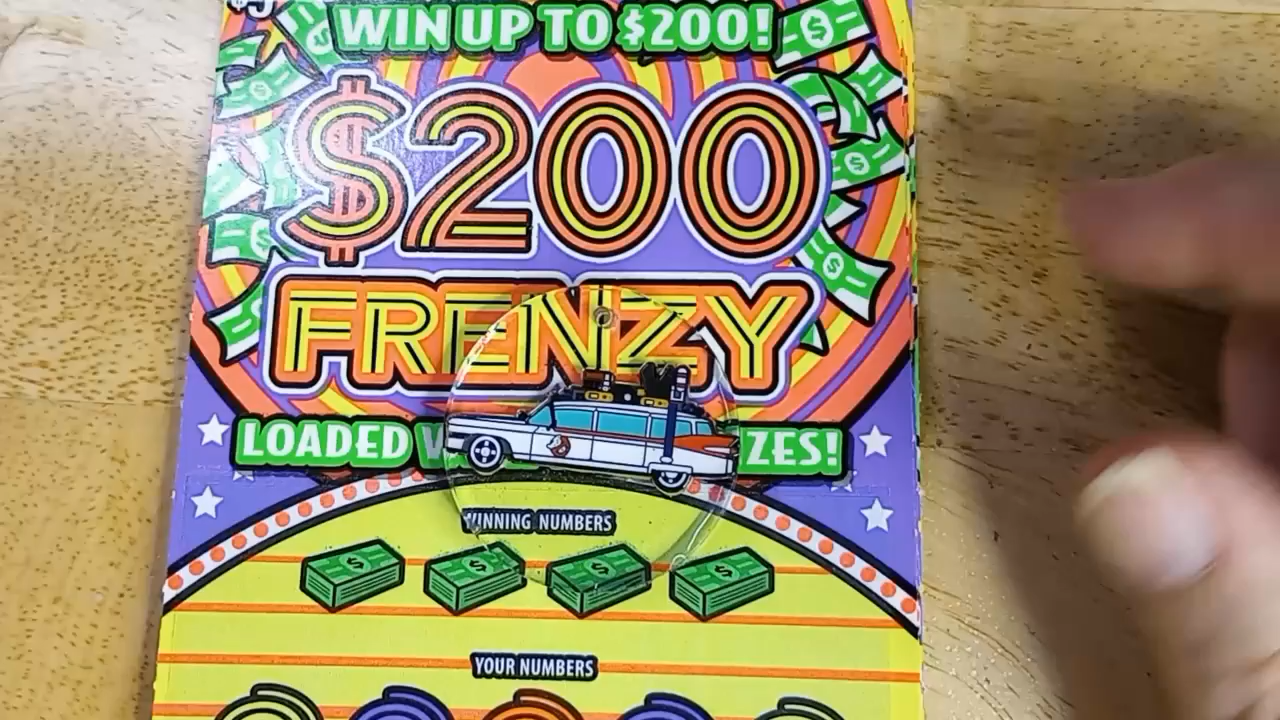 WIN UP TO $200!
$200
FRENZY
LOADED
ZES!
WINNING NUMBERS
YOUR NUMBERS